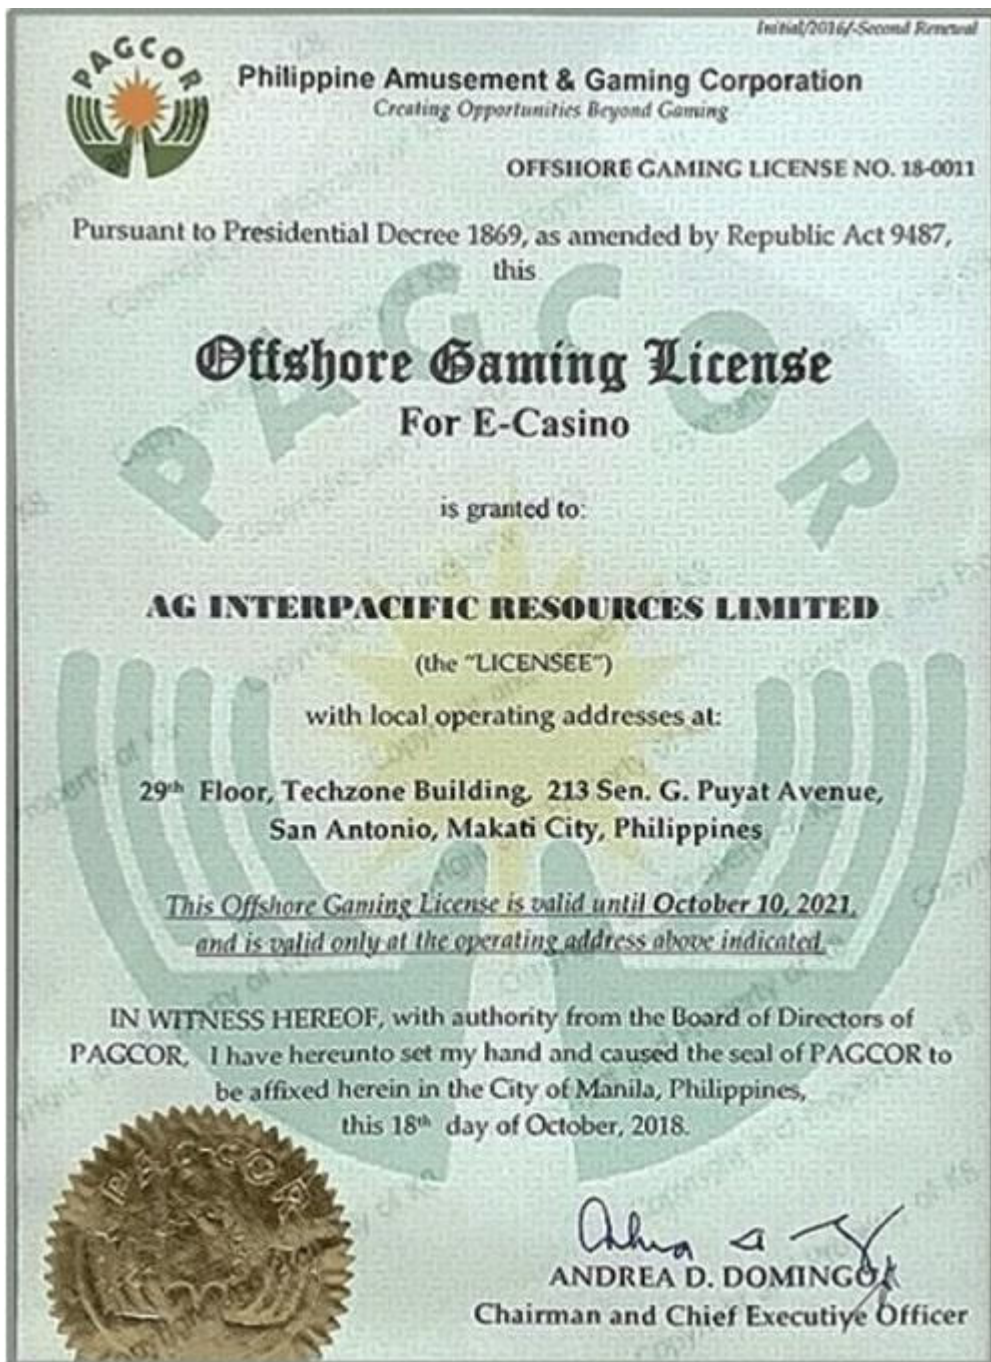 Initial/2016/-Second Renewal
PAGCOR
Philippine Amusement & Gaming Corporation
Creating Opportunities Beyond Gaming
OFFSHORE GAMING LICENSE NO. 18-0011
Pursuant to Presidential Decree 1869, as amended by Republic Act 9487,
this
Offshore Gaming License
For E-Casino
is granted to:
PAGCOR
AG INTERPACIFIC RESOURCES LIMITED
(the "LICENSEE")
with local operating addresses at:
29th Floor, Techzone Building, 213 Sen. G. Puyat Avenue,
San Antonio, Makati City, Philippines
This Offshore Gaming License is valid until October 10, 2021,
and is valid only at the operating address above indicated.
IN WITNESS HEREOF, with authority from the Board of Directors of
PAGCOR, I have hereunto set my hand and caused the seal of PAGCOR to
be affixed herein in the City of Manila, Philippines,
this 18th day of October, 2018.
PAGCOR
ANDREA D. DOMINGO
Chairman and Chief Executive Officer